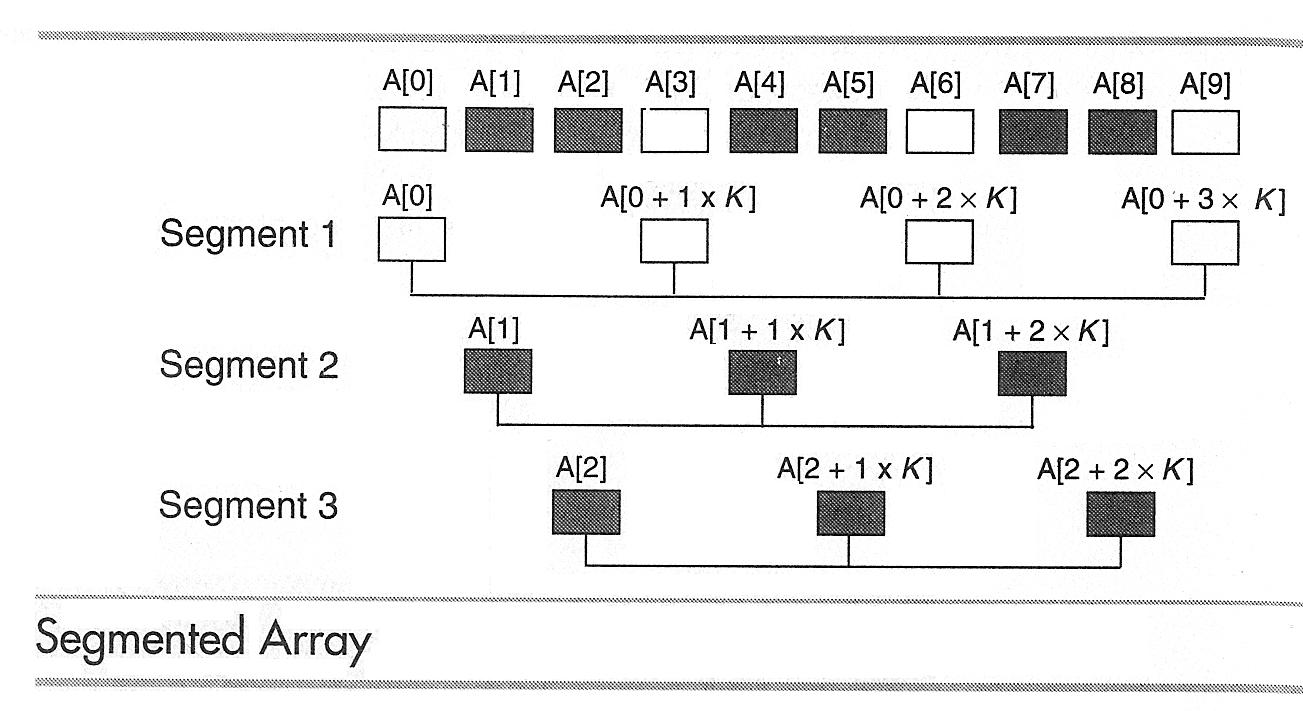 A[0] A[1] A[2] A[3] A[4] A[5] A[6] A[7] A[8] A[9]
A[0] A[0 + 1 x K] A[0 + 2 × K] A[0 + 3 × K]
Segment 1
A[1] A[1 + 1 x K] A[1 + 2 × K]
Segment 2
A[2] A[2 + 1 x K] A[2 + 2 × K]
Segment 3
Segmented Array